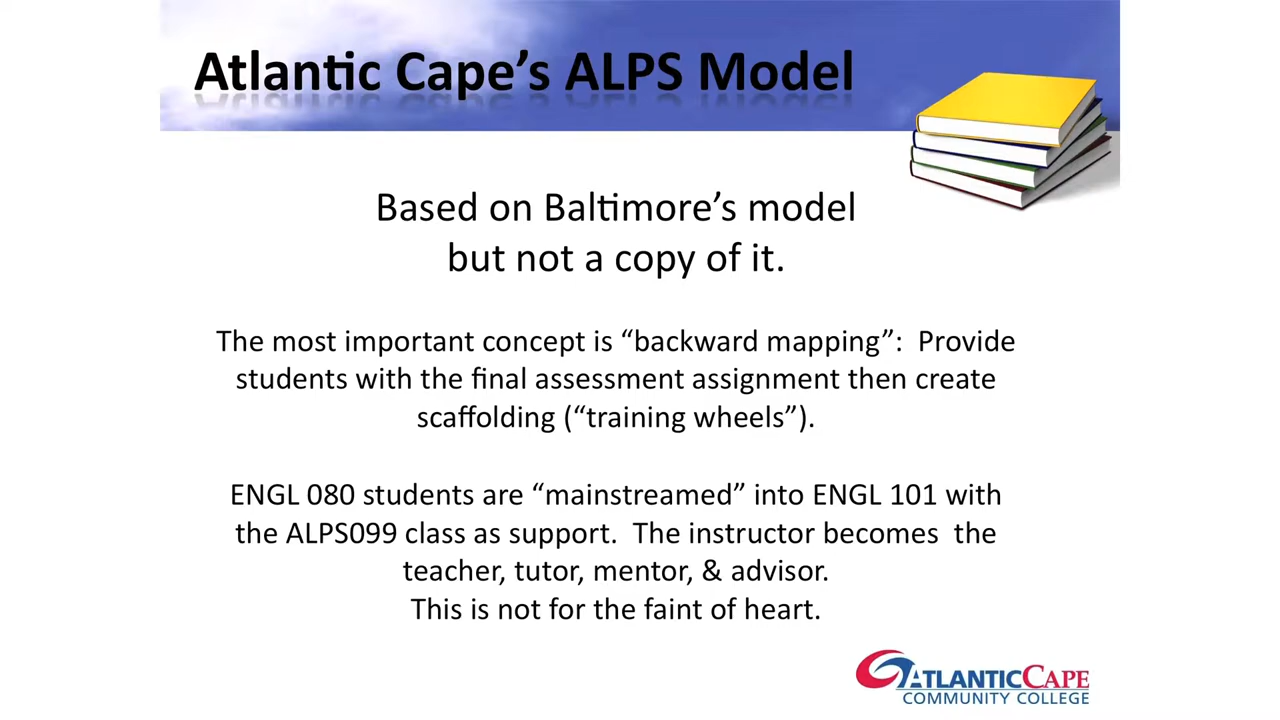 Atlantic Cape’s ALPS Model
Based on Baltimore’s model
but not a copy of it.
The most important concept is “backward mapping”:  Provide
students with the final assessment assignment then create
scaffolding (“training wheels”).
ENGL 080 students are “mainstreamed” into ENGL 101 with
the ALPS099 class as support.  The instructor becomes  the
teacher, tutor, mentor, & advisor.
This is not for the faint of heart.
ATLANTICCAPE
COMMUNITY COLLEGE